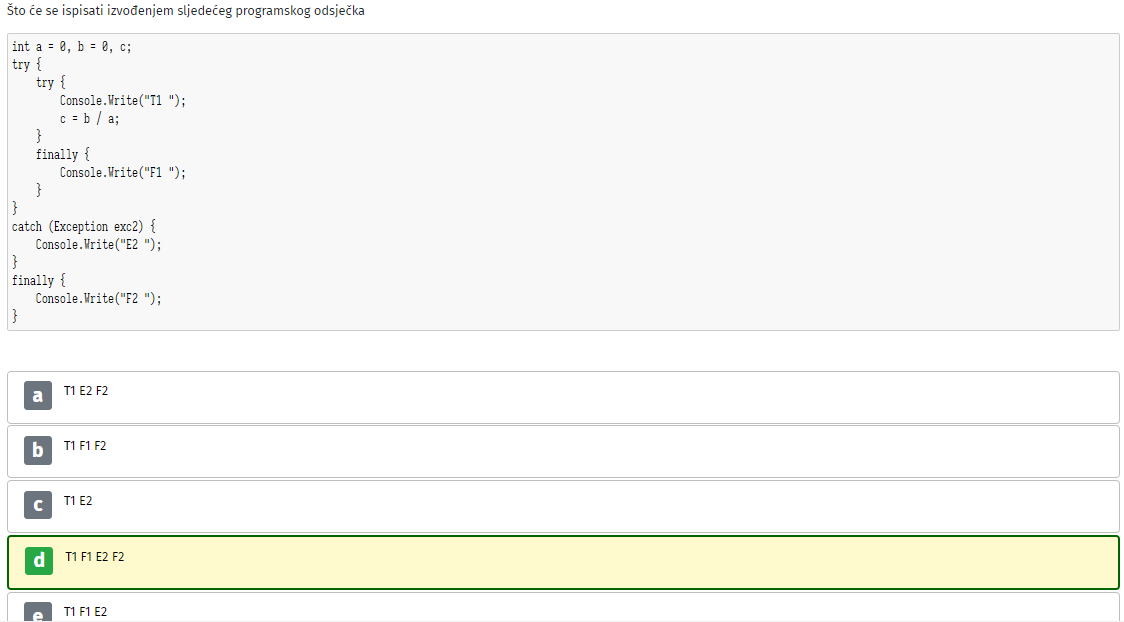 Što će se ispisati izvođenjem sljedećeg programskog odsječka
int a = 0, b = 0, c;
try {
    try {
        Console.Write("T1 ");
        c = b / a;
    }
    finally {
        Console.Write("F1 ");
    }
}
catch (Exception exc2) {
    Console.Write("E2 ");
}
finally {
    Console.Write("F2 ");
}
a T1 E2 F2
b T1 F1 F2
c T1 E2
d T1 F1 E2 F2
e T1 F1 E2